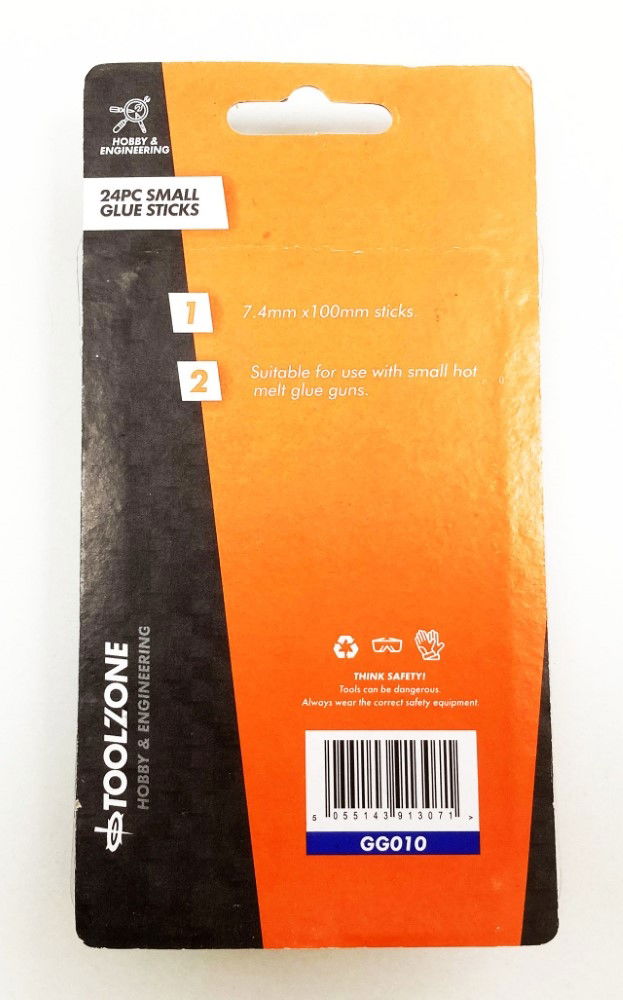 HOBBY &
ENGINEERING
24PC SMALL
GLUE STICKS
1
7.4mm x100mm sticks
2
Suitable for use with small hot
melt glue guns.
TOOLZONE
HOBBY & ENGINEERING
THINK SAFETY!
Tools can be dangerous.
Always wear the correct safety equipment.
5 055143 913071 >
GG010